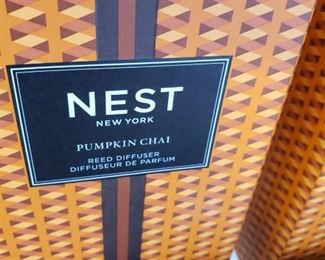 NEST
NEW YORK
PUMPKIN CHAI
REED DIFFUSER
DIFFUSEUR DE PARFUM